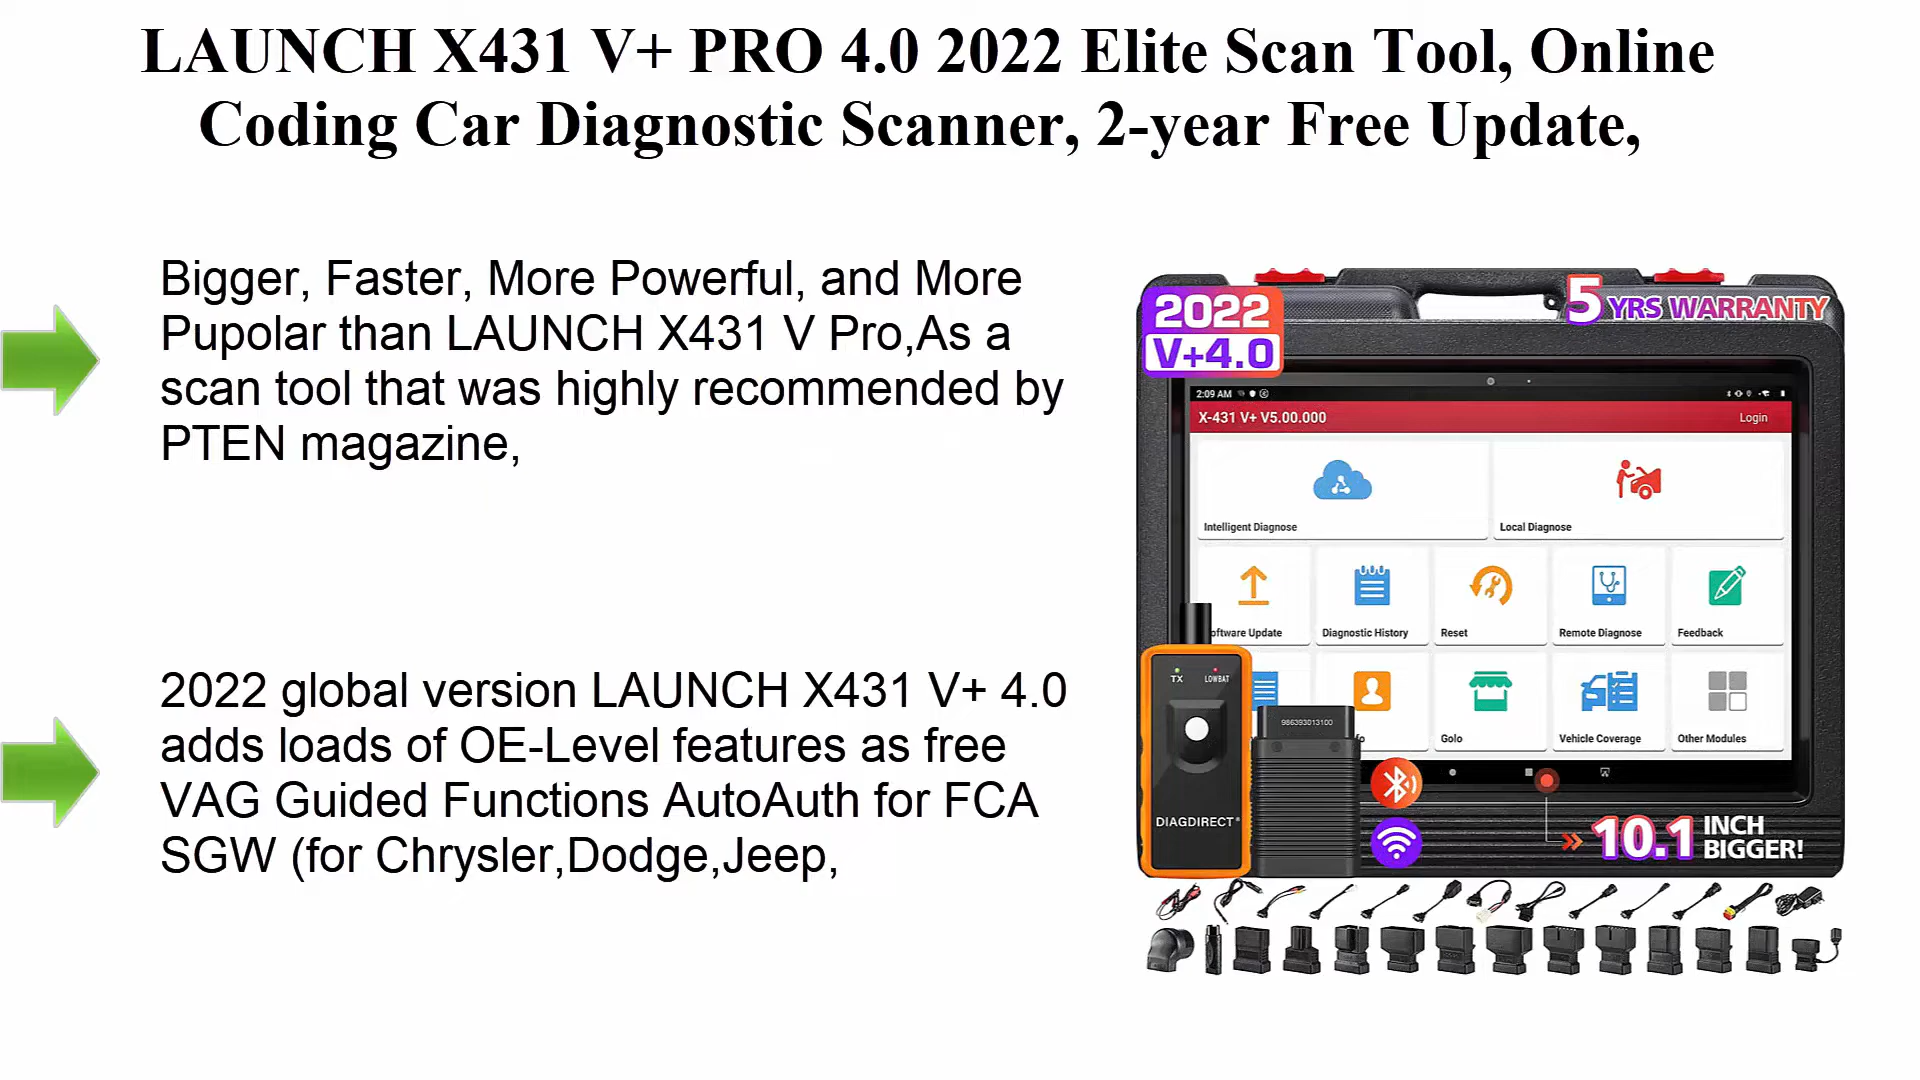 LAUNCH X431 V+ PRO 4.0 2022 Elite Scan Tool, Online
Coding Car Diagnostic Scanner, 2-year Free Update,
Bigger, Faster, More Powerful, and More
Pupolar than LAUNCH X431 V Pro,As a
scan tool that was highly recommended by
PTEN magazine,
2022 global version LAUNCH X431 V+ 4.0
adds loads of OE-Level features as free
VAG Guided Functions AutoAuth for FCA
SGW (for Chrysler,Dodge,Jeep,
2022
V+4.0
5 YRS WARRANTY
2:09 AM
X-431 V+ V5.00.000 Login
Intelligent Diagnose Local Diagnose
oftware Update Diagnostic History Reset Remote Diagnose Feedback
fo Golo Vehicle Coverage Other Modules
TX LOWBAT
DIAGDIRECT®
986393013100
10.1 INCH
BIGGER!